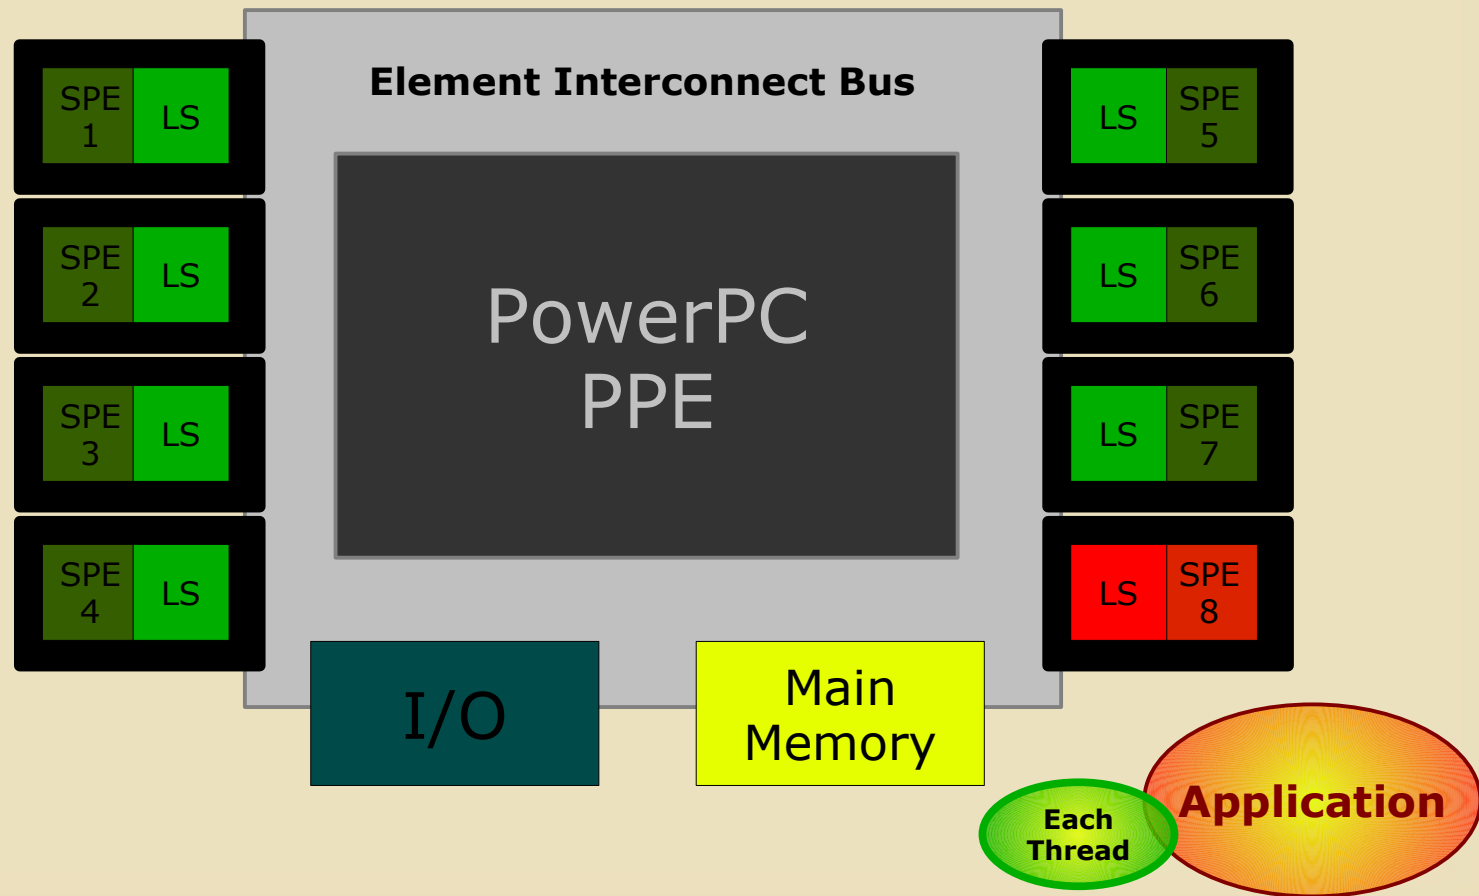 Element Interconnect Bus
SPE
1
LS
SPE
2
LS
SPE
3
LS
SPE
4
LS
PowerPC
PPE
LS
SPE
5
LS
SPE
6
LS
SPE
7
LS
SPE
8
I/O
Main
Memory
Each
Thread
Application